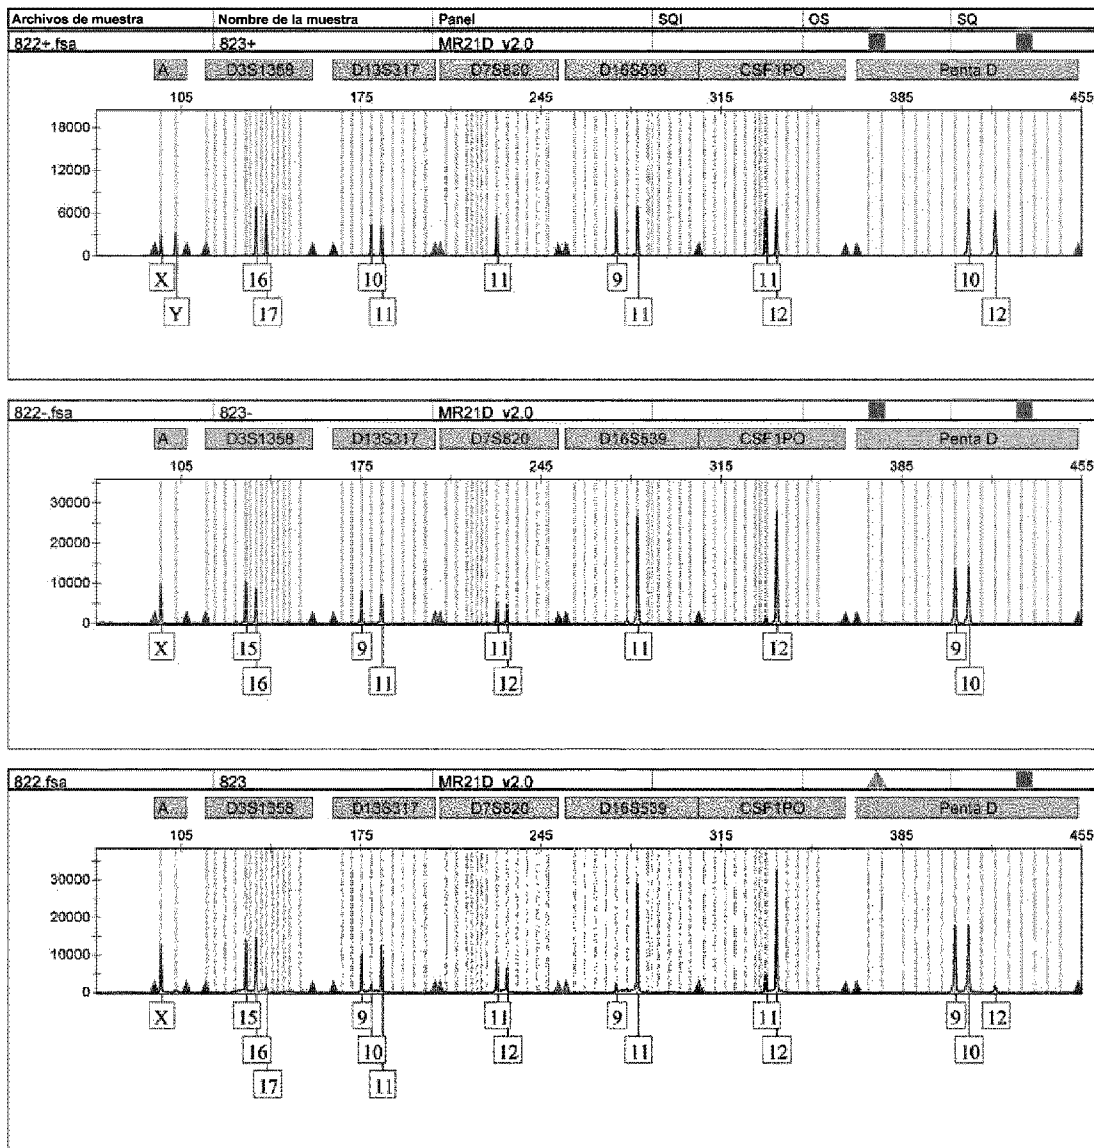 Archivos de muestra Nombre de la muestra Panel SQI OS SQ
822+.fsa 823+ MR21D_v2.0
A... D3S1358 D13S317 D7S820 D16S539 CSF1PO Penta D
105 175 245 315 385 455
18000
12000
6000
0
X 16 10 11 9 11 10
Y 17 11 11 12 12
822-.fsa 823- MR21D_v2.0
A... D3S1358 D13S317 D7S820 D16S539 CSF1PO Penta D
105 175 245 315 385 455
30000
20000
10000
0
X 15 9 11 11 12 9
16 11 12 10
822.fsa 823 MR21D_v2.0
A... D3S1358 D13S317 D7S820 D16S539 CSF1PO Penta D
105 175 245 315 385 455
30000
20000
10000
0
X 15 9 11 9 11 9 12
16 10 12 11 12 10
17 11